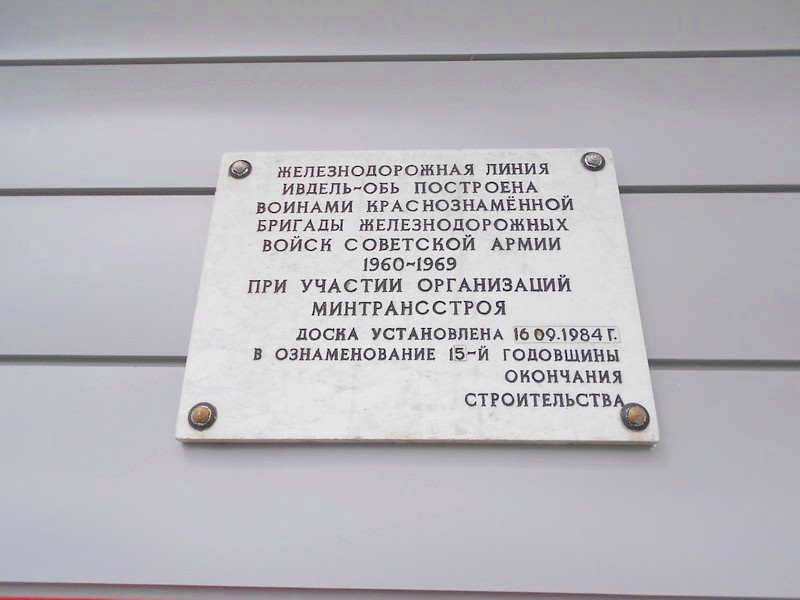 ЖЕЛЕЗНОДОРОЖНАЯ ЛИНИЯ
ИВДЕЛЬ~ОБЬ ПОСТРОЕНА
ВОИНАМИ КРАСНОЗНАМЁННОЙ
БРИГАДЫ ЖЕЛЕЗНОДОРОЖНЫХ
ВОЙСК СОВЕТСКОЙ АРМИИ
1960~1969
ПРИ УЧАСТИИ ОРГАНИЗАЦИЙ
МИНТРАНССТРОЯ
ДОСКА УСТАНОВЛЕНА 16 09.1984 Г.
В ОЗНАМЕНОВАНИЕ 15-Й ГОДОВЩИНЫ
ОКОНЧАНИЯ
СТРОИТЕЛЬСТВА